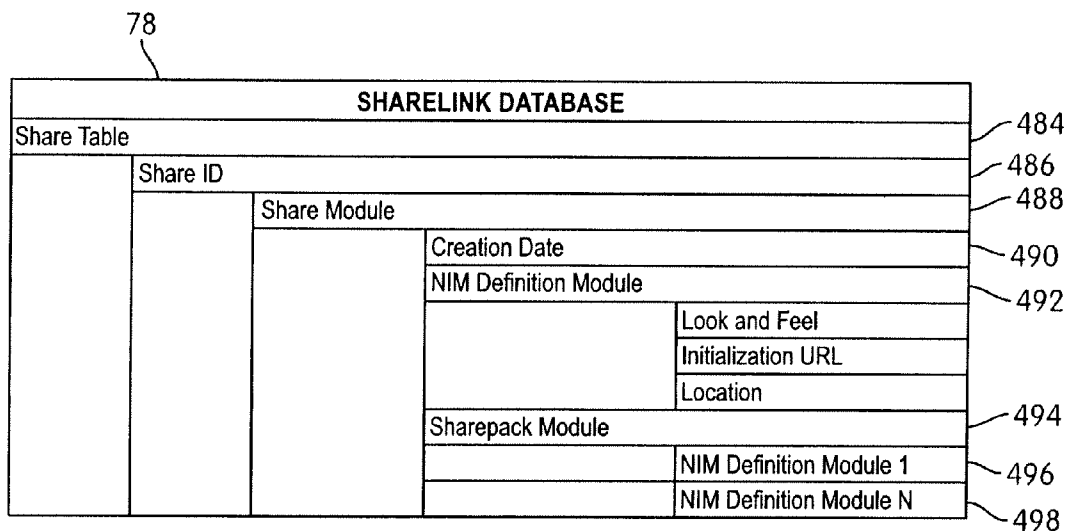 78
SHARELINK DATABASE
Share Table
484
Share ID
486
Share Module
488
Creation Date
490
NIM Definition Module
492
Look and Feel
Initialization URL
Location
Sharepack Module
494
NIM Definition Module 1
496
NIM Definition Module N
498